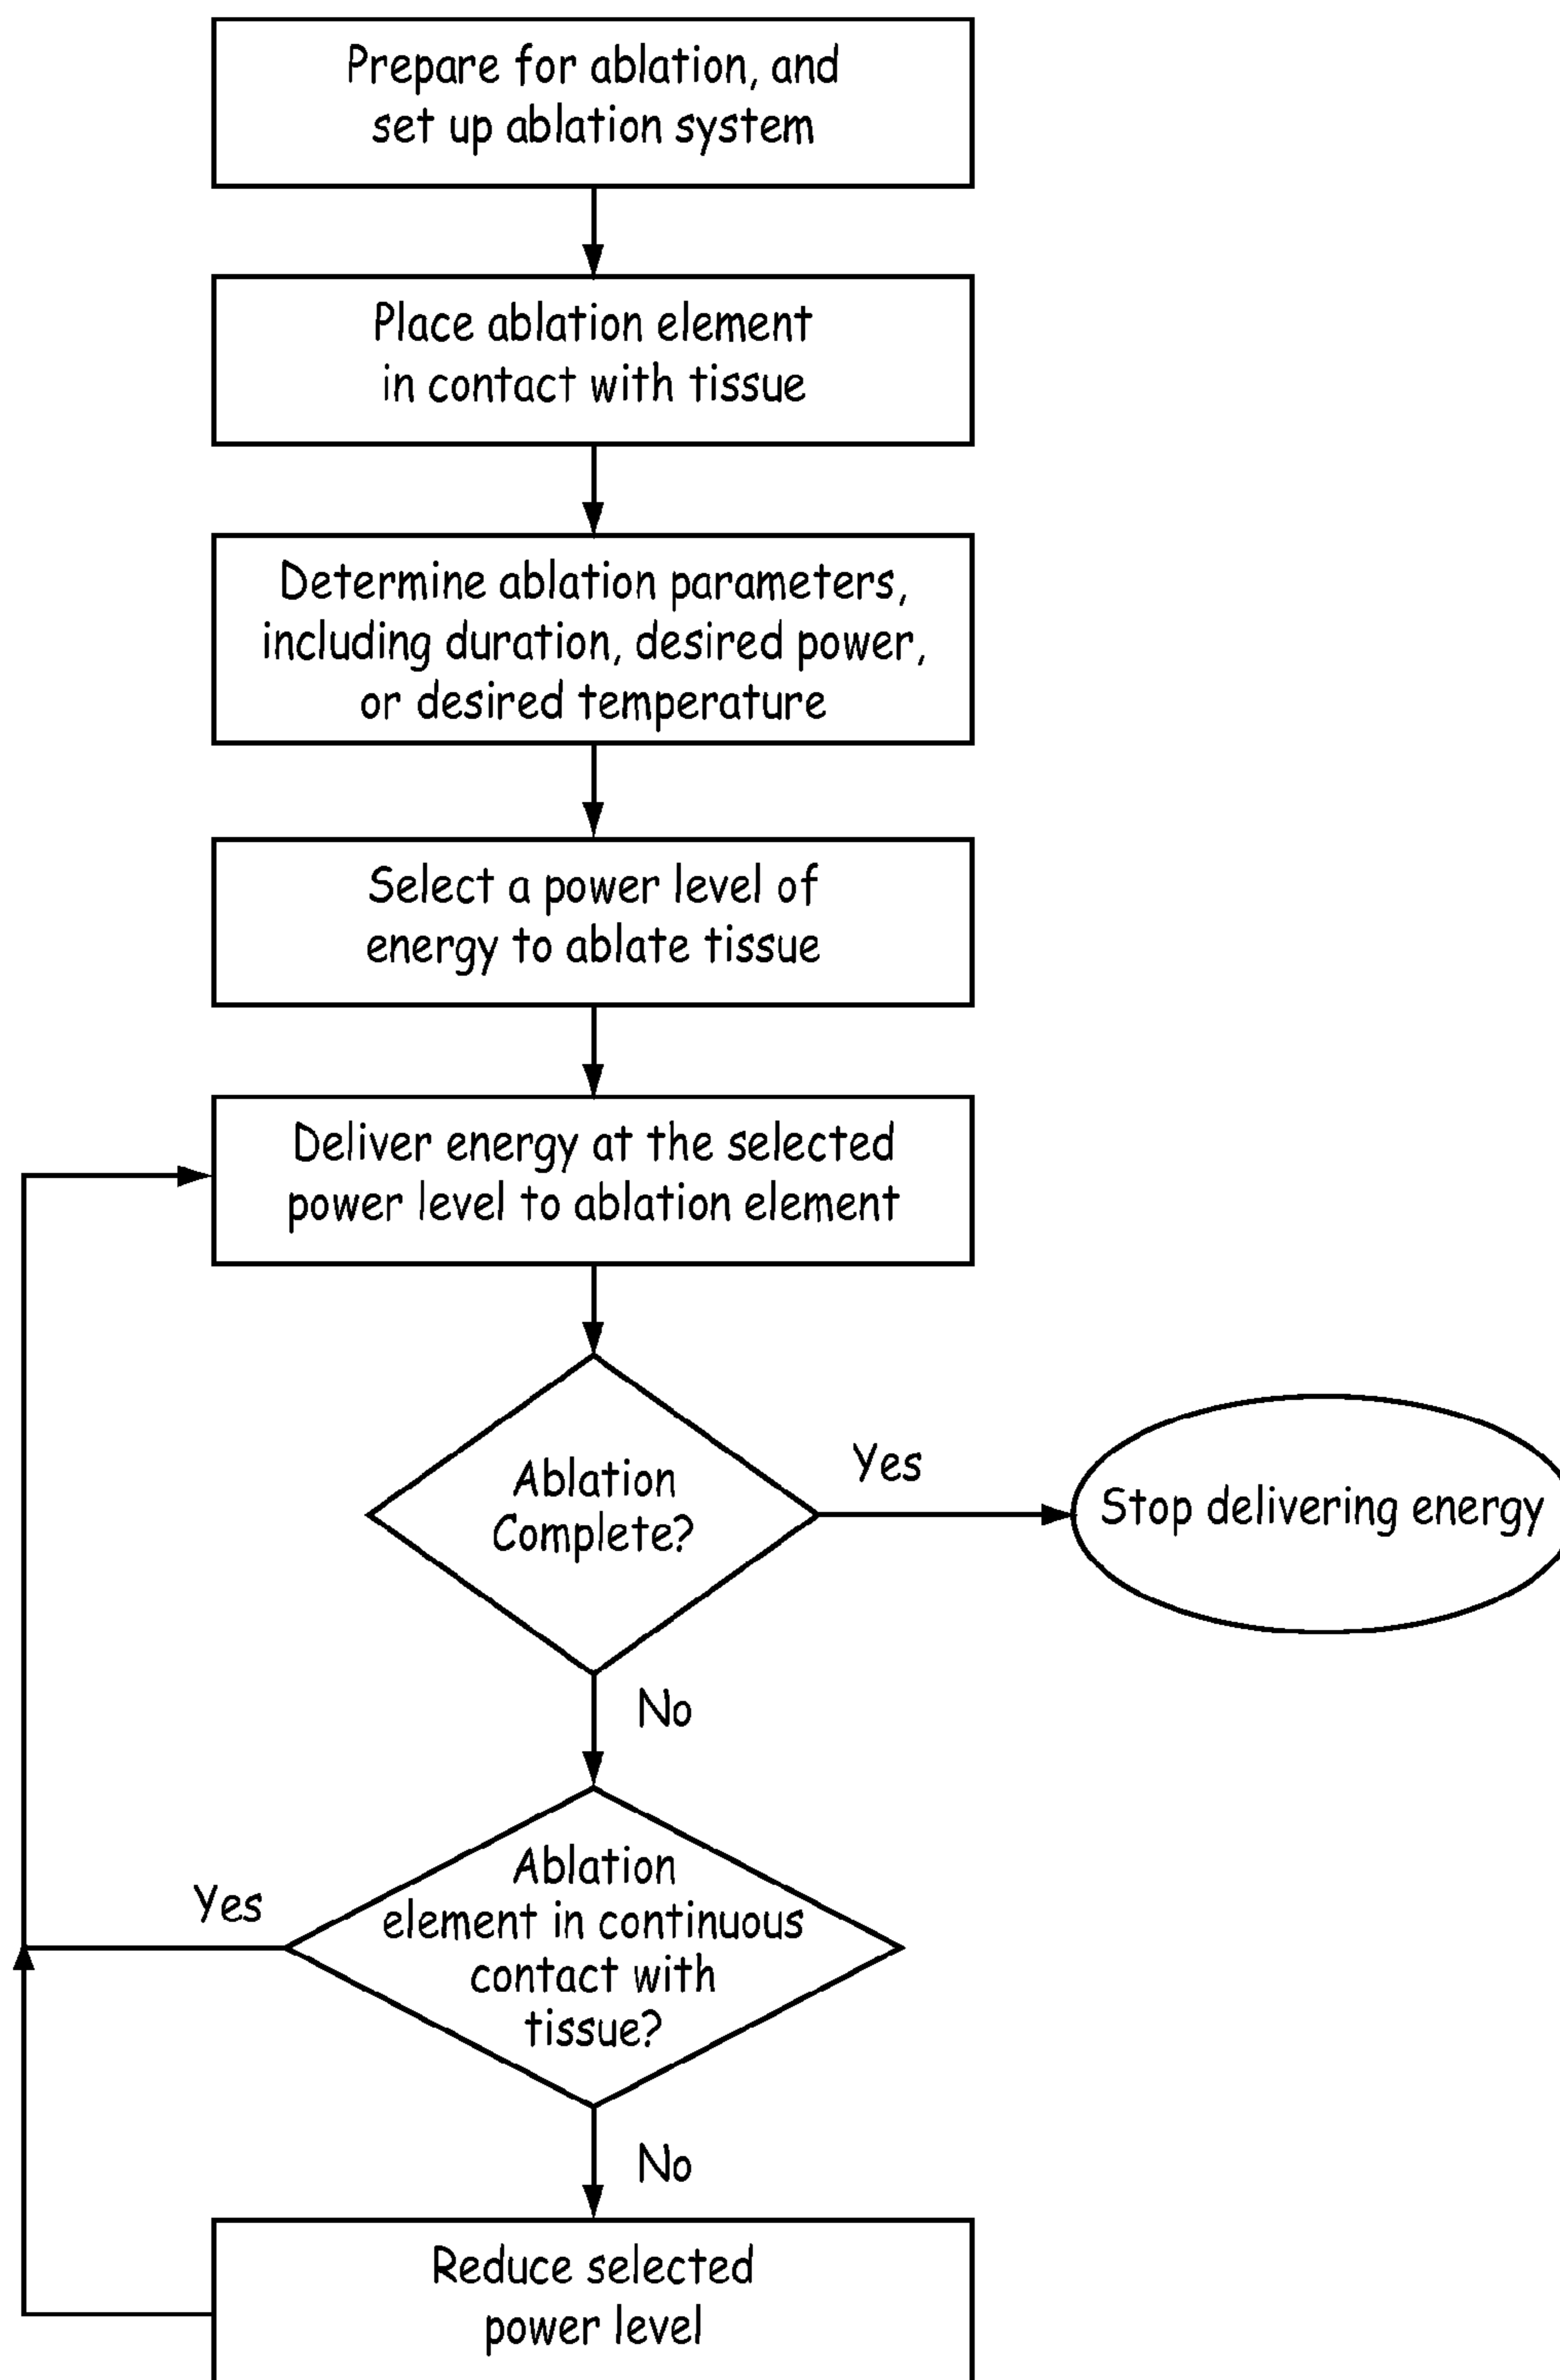 Prepare for ablation, and
set up ablation system
Place ablation element
in contact with tissue
Determine ablation parameters,
including duration, desired power,
or desired temperature
Select a power level of
energy to ablate tissue
Deliver energy at the selected
power level to ablation element
Ablation
Complete?
Yes
Stop delivering energy
No
Ablation
element in continuous
contact with
tissue?
Yes
No
Reduce selected
power level